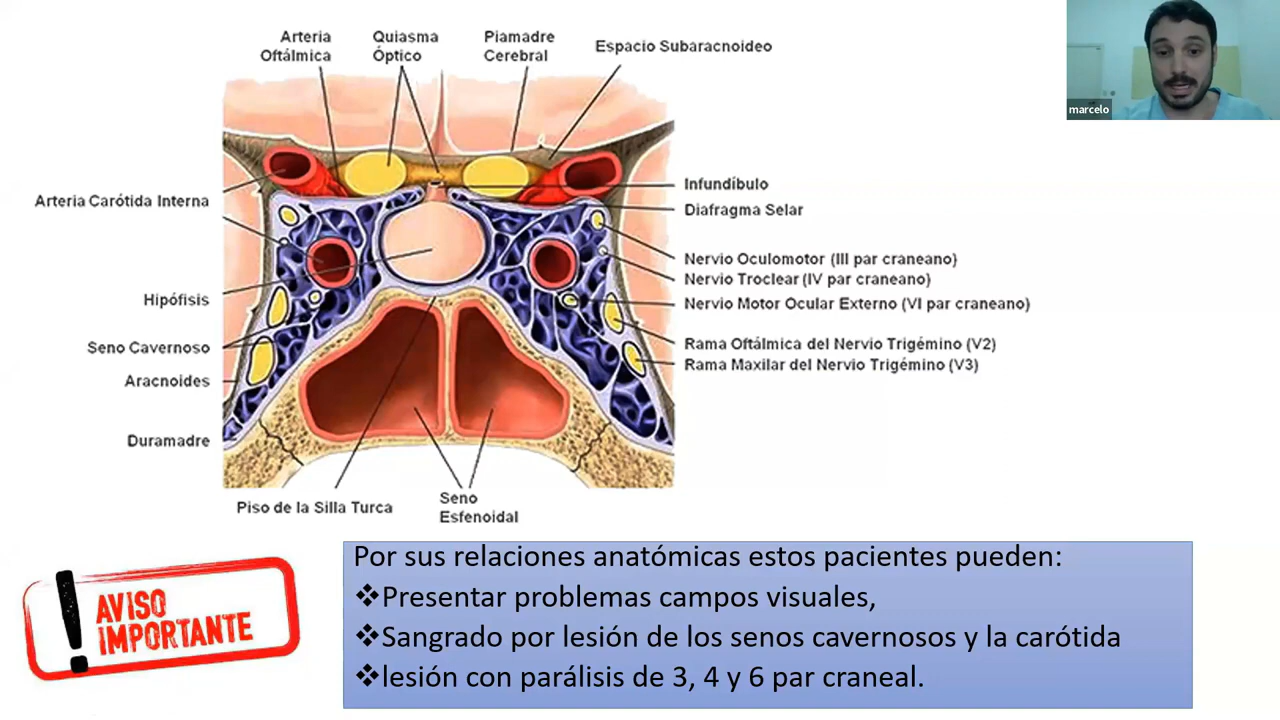 Arteria
Oftálmica
Quiasma
Óptico
Piamadre
Cerebral
Espacio Subaracnoideo
marcelo
Arteria Carótida Interna
Infundíbulo
Diafragma Selar
Nervio Oculomotor (III par craneano)
Nervio Troclear (IV par craneano)
Hipófisis
Nervio Motor Ocular Externo (VI par craneano)
Seno Cavernoso
Rama Oftálmica del Nervio Trigémino (V2)
Rama Maxilar del Nervio Trigémino (V3)
Aracnoides
Duramadre
Piso de la Silla Turca
Seno
Esfenoidal
AVISO
IMPORTANTE
Por sus relaciones anatómicas estos pacientes pueden:
❖Presentar problemas campos visuales,
❖Sangrado por lesión de los senos cavernosos y la carótida
❖lesión con parálisis de 3, 4 y 6 par craneal.